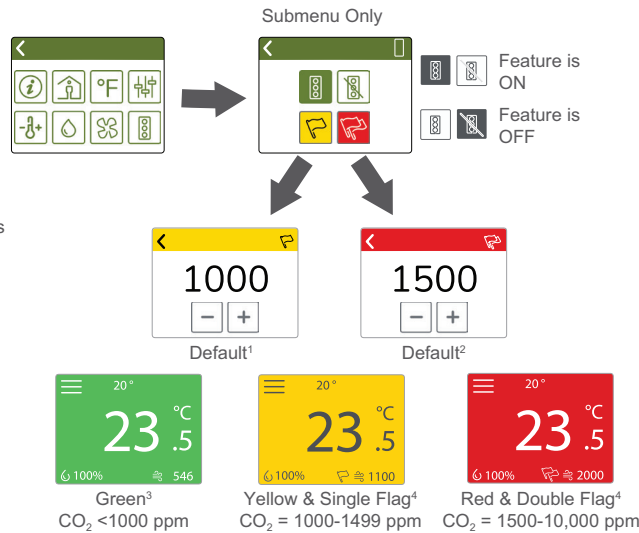 Submenu Only
Feature is
ON
°F
Feature is
OFF
s
1000
1500
Default¹
Default²
20°
°C
23.5
100%
546
20°
°C
23.5
100%
1100
20°
°C
23.5
100%
2000
Green³
CO₂ <1000 ppm
Yellow & Single Flag⁴
CO₂ = 1000-1499 ppm
Red & Double Flag⁴
CO₂ = 1500-10,000 ppm